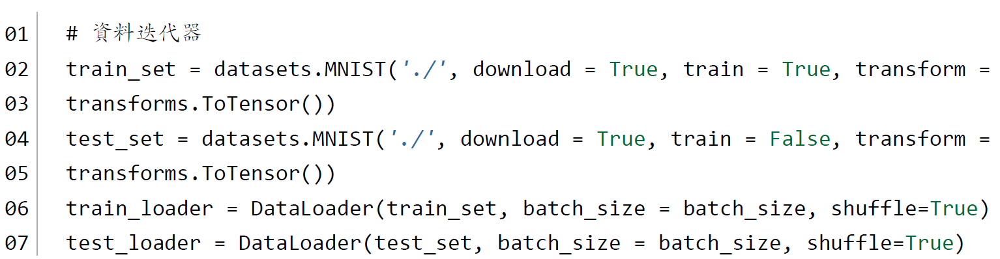 01 # 資料迭代器
02 train_set = datasets.MNIST('./', download = True, train = True, transform =
03 transforms.ToTensor())
04 test_set = datasets.MNIST('./', download = True, train = False, transform =
05 transforms.ToTensor())
06 train_loader = DataLoader(train_set, batch_size = batch_size, shuffle=True)
07 test_loader = DataLoader(test_set, batch_size = batch_size, shuffle=True)